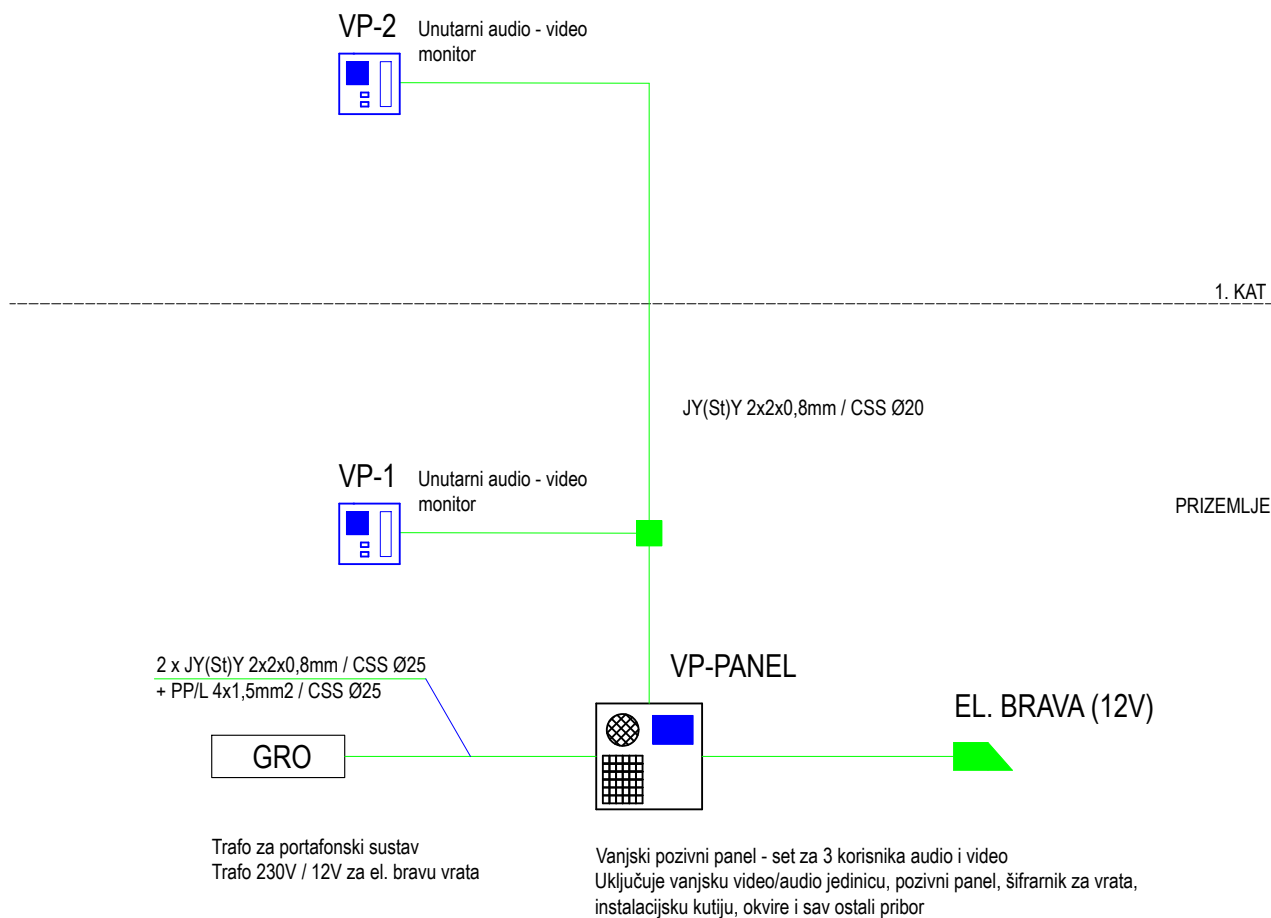 VP-2
Unutarni audio - video
monitor
1. KAT
JY(St)Y 2x2x0,8mm / CSS Ø20
VP-1
Unutarni audio - video
monitor
PRIZEMLJE
2 x JY(St)Y 2x2x0,8mm / CSS Ø25
+ PP/L 4x1,5mm2 / CSS Ø25
VP-PANEL
EL. BRAVA (12V)
GRO
Trafo za portafonski sustav
Trafo 230V / 12V za el. bravu vrata
Vanjski pozivni panel - set za 3 korisnika audio i video
Uključuje vanjsku video/audio jedinicu, pozivni panel, šifrarnik za vrata,
instalacijsku kutiju, okvire i sav ostali pribor